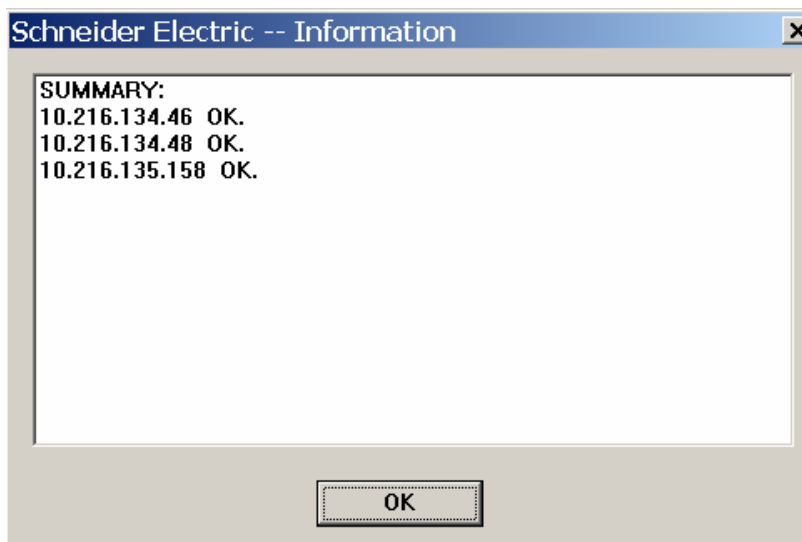 Schneider Electric -- Information
SUMMARY:
10.216.134.46 OK.
10.216.134.48 OK.
10.216.135.158 OK.
OK